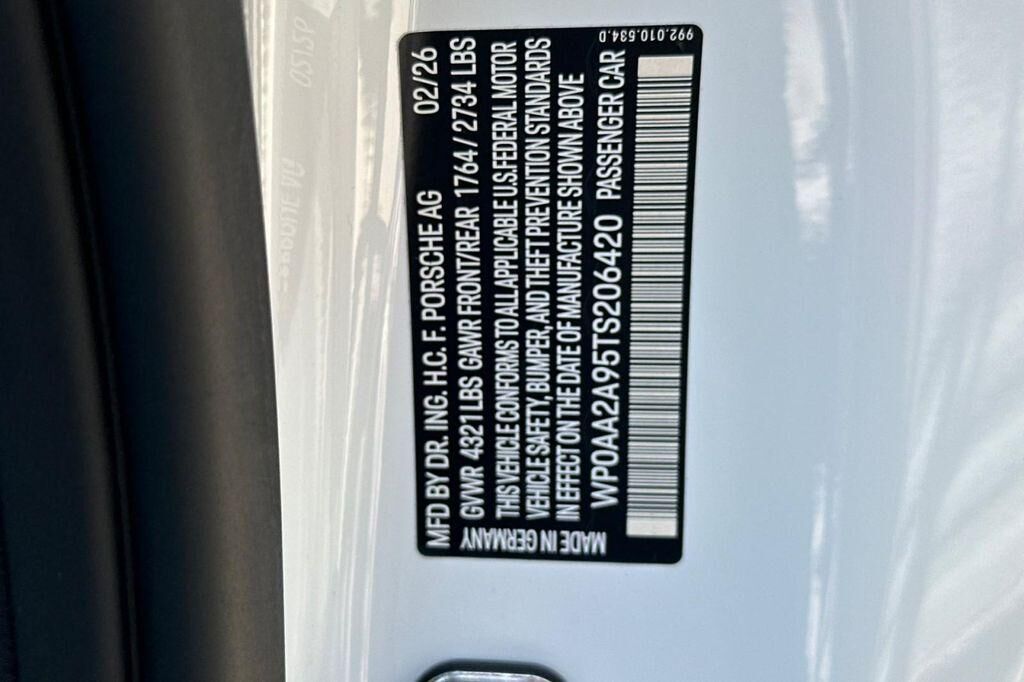 MFD BY DR. ING. H.C. F. PORSCHE AG 02/26
GVWR 4321 LBS GAWR FRONT/REAR 1764 / 2734 LBS
THIS VEHICLE CONFORMS TO ALL APPLICABLE U.S. FEDERAL MOTOR
VEHICLE SAFETY, BUMPER, AND THEFT PREVENTION STANDARDS
IN EFFECT ON THE DATE OF MANUFACTURE SHOWN ABOVE
WP0AA2A95TS206420 PASSENGER CAR
992.010.534.D
MADE IN GERMANY